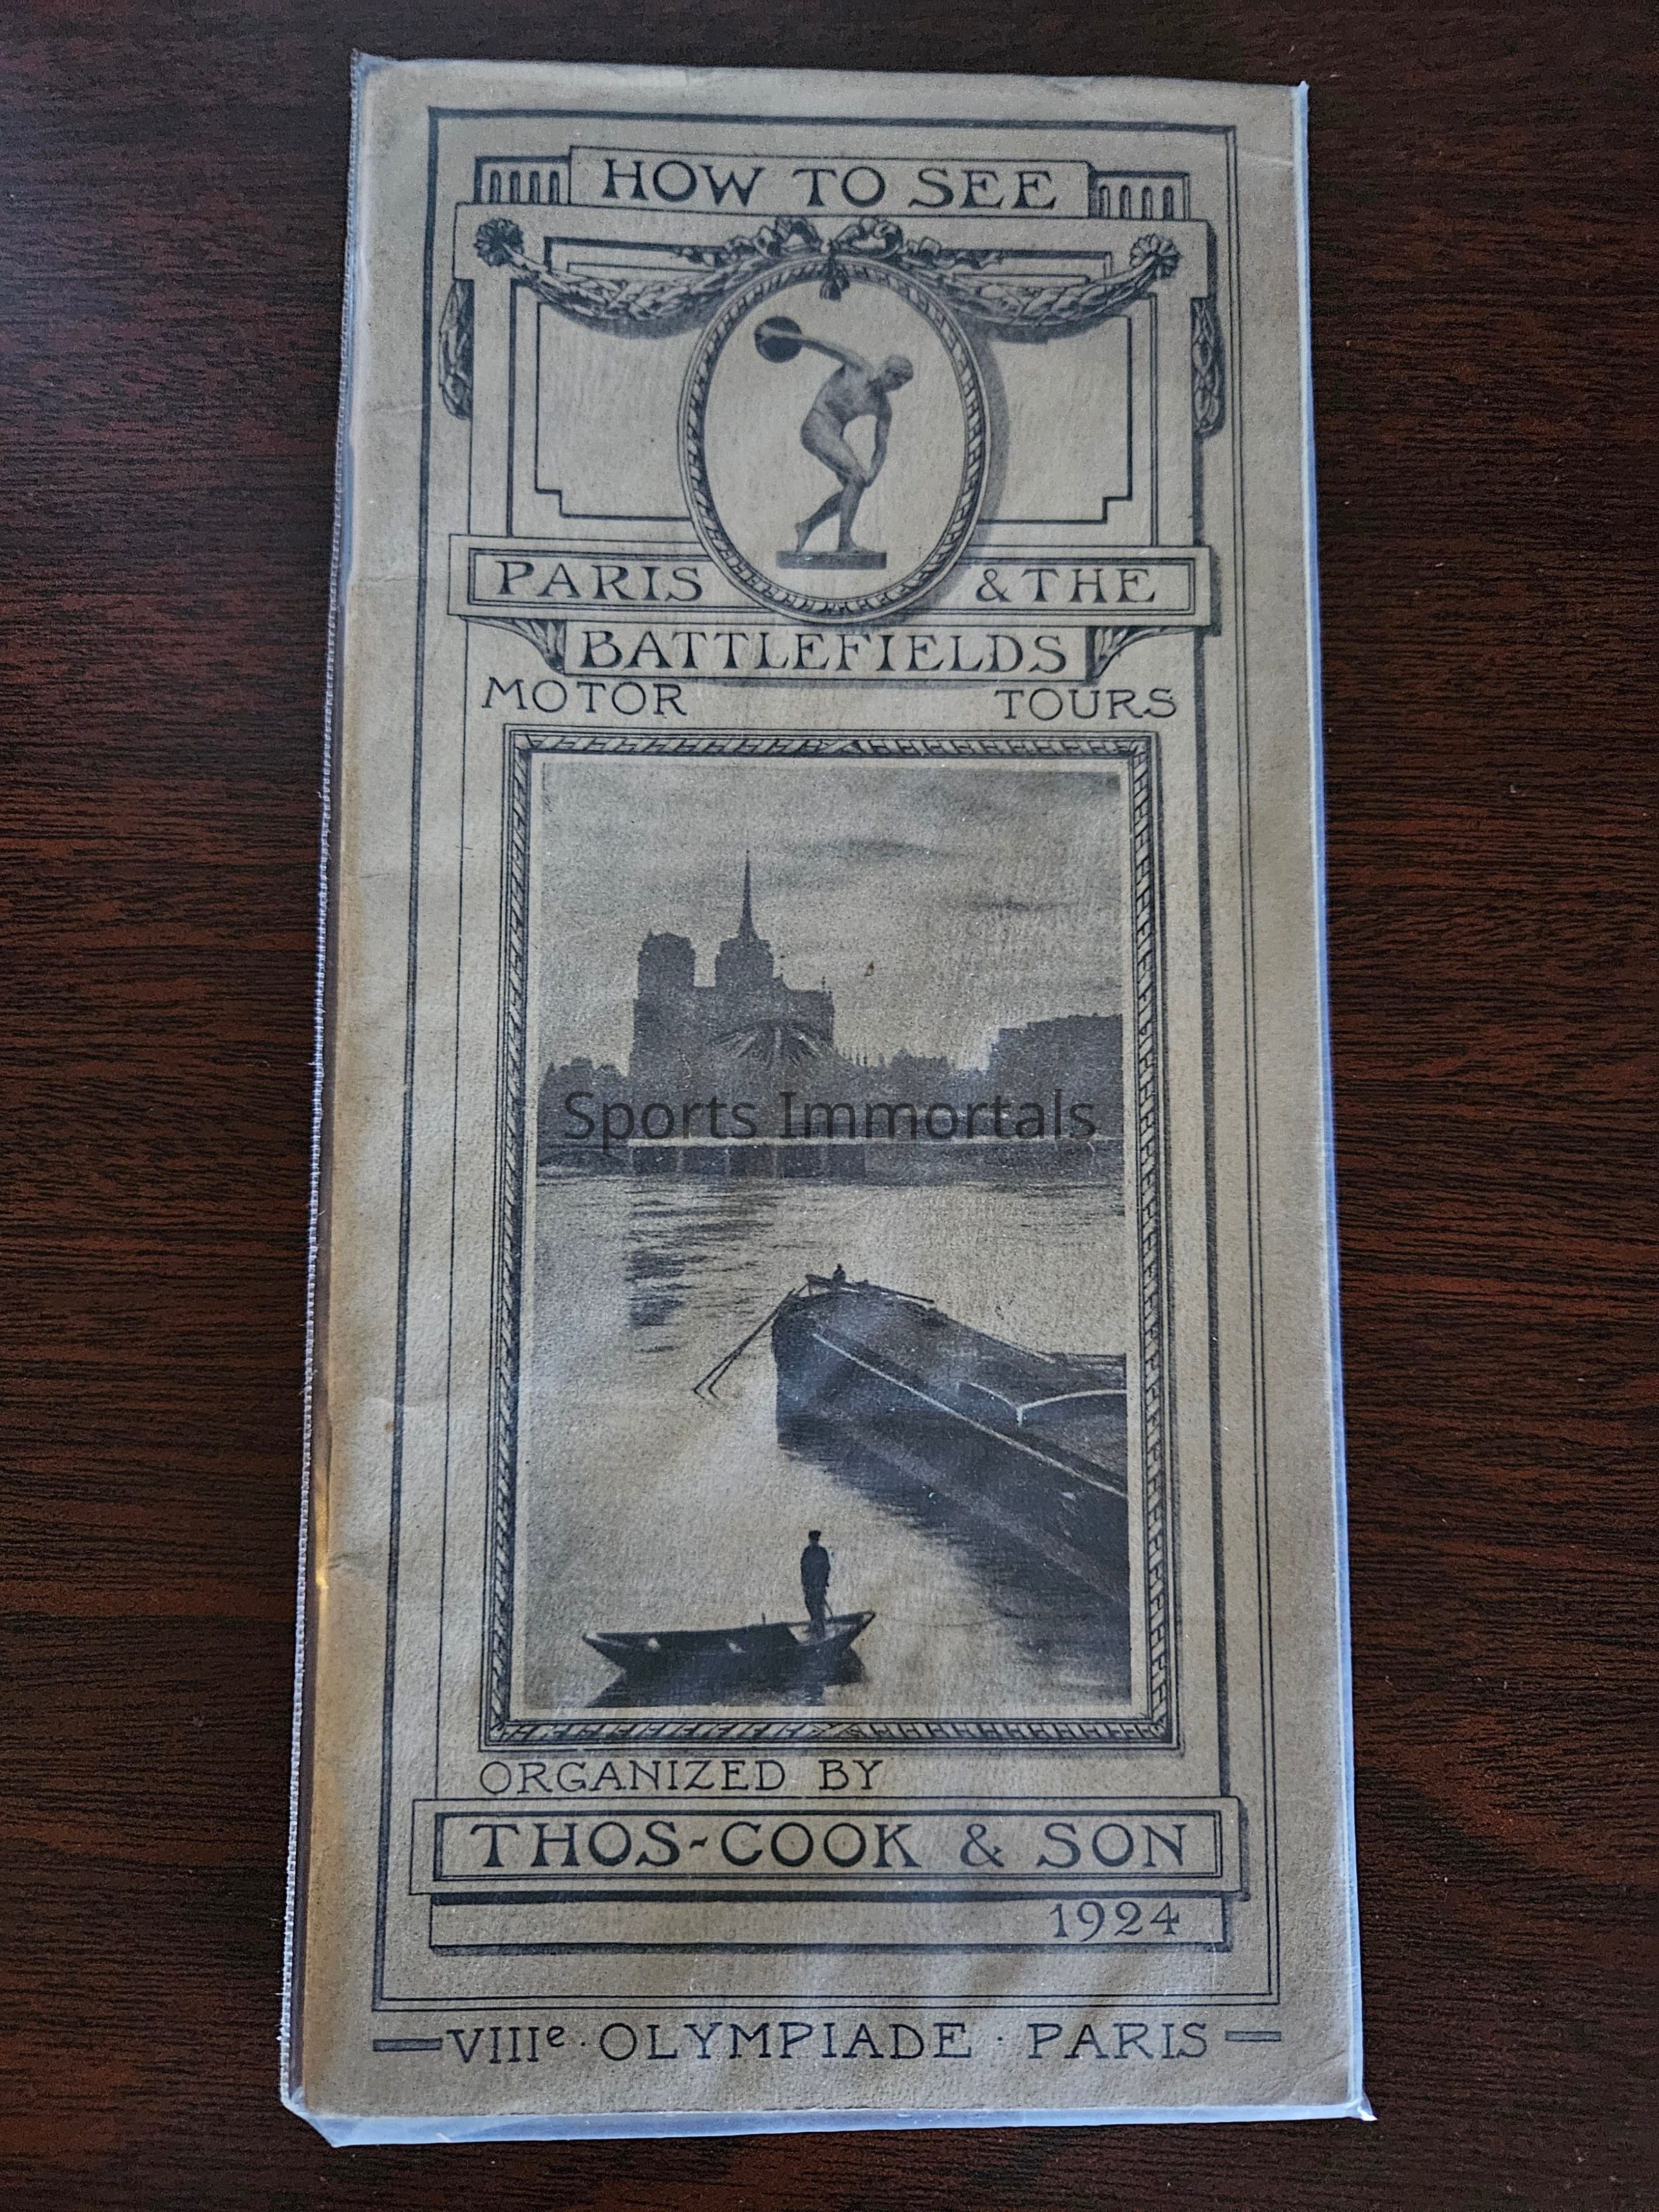 HOW TO SEE
PARIS & THE
BATTLEFIELDS
MOTOR TOURS
Sports Immortals
ORGANIZED BY
THOS-COOK & SON
1924
VIIIe · OLYMPIADE · PARIS